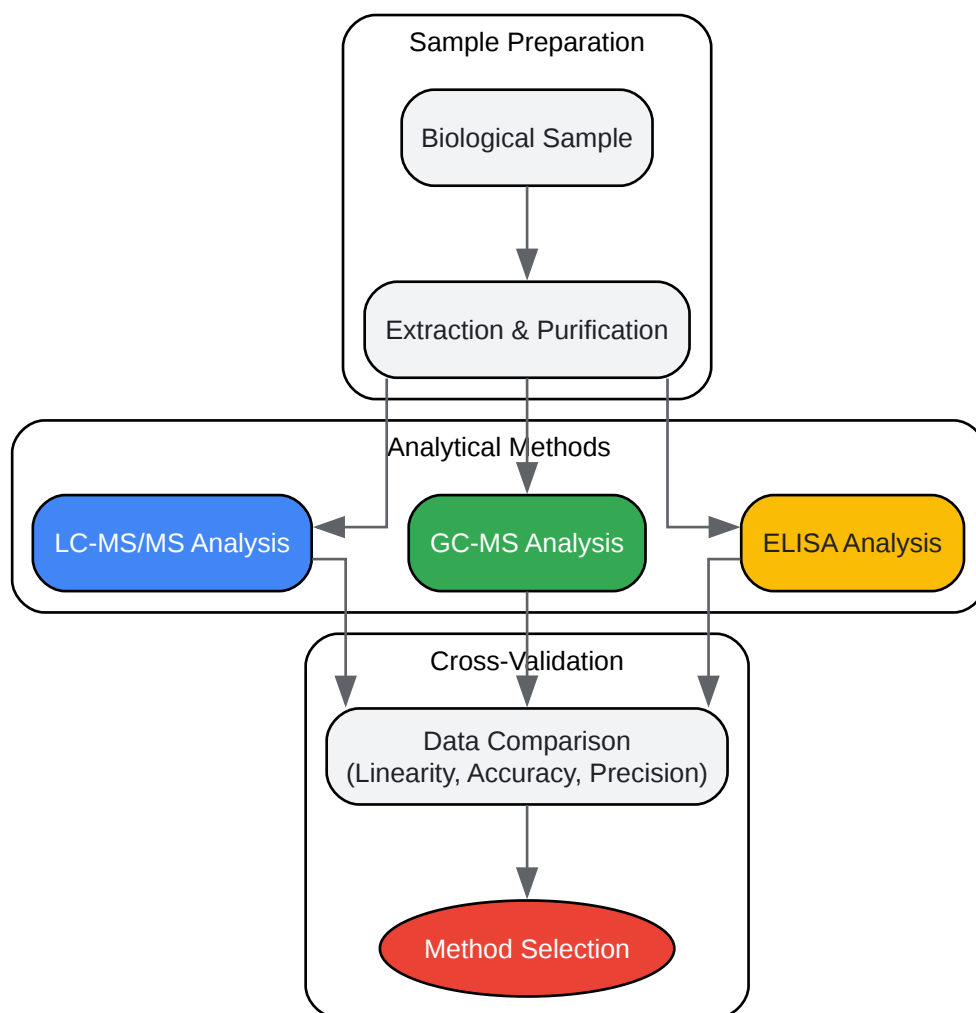 Sample Preparation
Biological Sample
Extraction & Purification
Analytical Methods
LC-MS/MS Analysis
GC-MS Analysis
ELISA Analysis
Cross-Validation
Data Comparison
(Linearity, Accuracy, Precision)
Method Selection